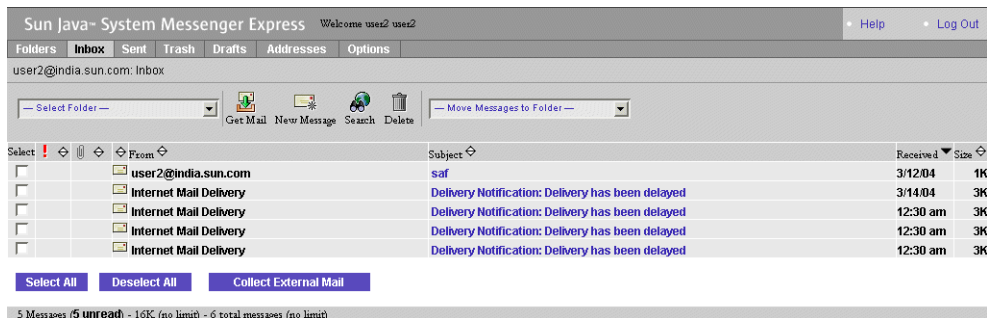 Sun Java™ System Messenger Express Welcome user2 user2 Help Log Out
Folders Inbox Sent Trash Drafts Addresses Options
user2@india.sun.com: Inbox
— Select Folder — Get Mail New Message Search Delete — Move Messages to Folder —
Select ! From Subject Received Size
user2@india.sun.com saf 3/12/04 1K
Internet Mail Delivery Delivery Notification: Delivery has been delayed 3/14/04 3K
Internet Mail Delivery Delivery Notification: Delivery has been delayed 12:30 am 3K
Internet Mail Delivery Delivery Notification: Delivery has been delayed 12:30 am 3K
Internet Mail Delivery Delivery Notification: Delivery has been delayed 12:30 am 3K
Select All Deselect All Collect External Mail
5 Messages (5 unread) - 16K (no limit) - 6 total messages (no limit)